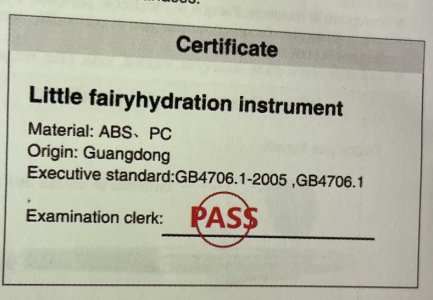 Certificate
Little fairyhydration instrument
Material: ABS、PC
Origin: Guangdong
Executive standard:GB4706.1-2005 ,GB4706.1
Examination clerk: PASS